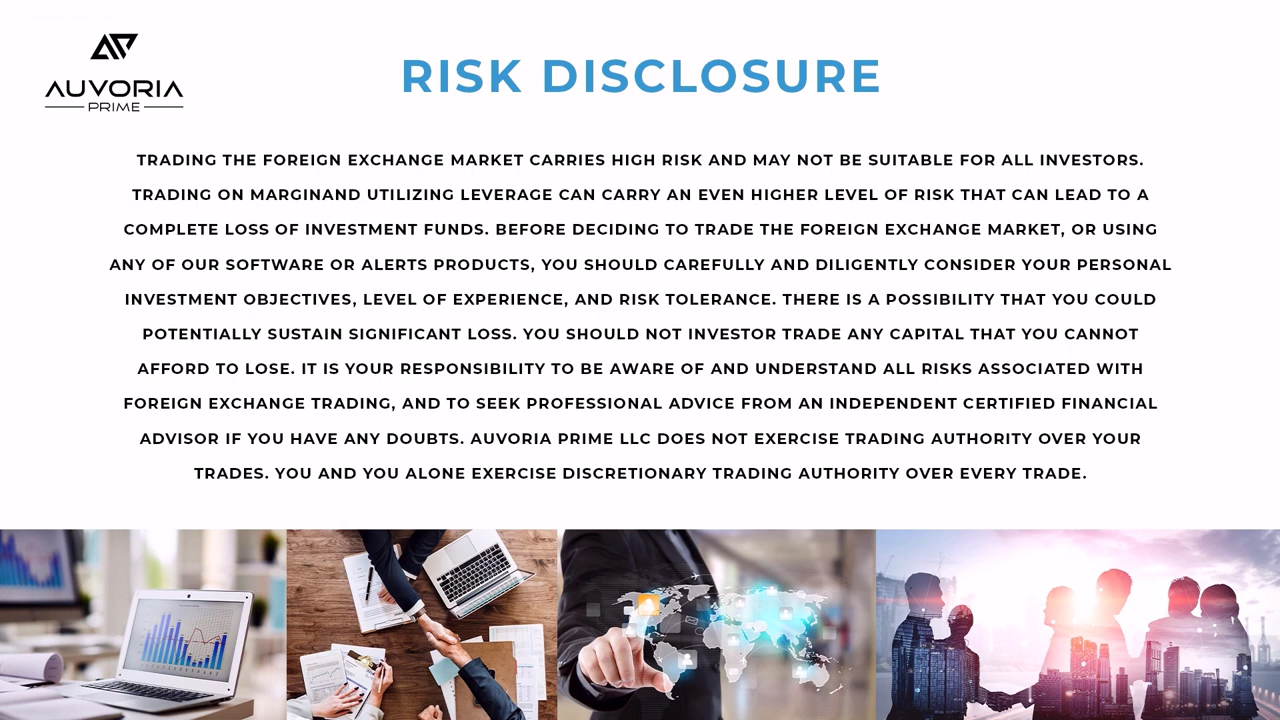 AUVORIA
PRIME
RISK DISCLOSURE
TRADING THE FOREIGN EXCHANGE MARKET CARRIES HIGH RISK AND MAY NOT BE SUITABLE FOR ALL INVESTORS.
TRADING ON MARGINAND UTILIZING LEVERAGE CAN CARRY AN EVEN HIGHER LEVEL OF RISK THAT CAN LEAD TO A
COMPLETE LOSS OF INVESTMENT FUNDS. BEFORE DECIDING TO TRADE THE FOREIGN EXCHANGE MARKET, OR USING
ANY OF OUR SOFTWARE OR ALERTS PRODUCTS, YOU SHOULD CAREFULLY AND DILIGENTLY CONSIDER YOUR PERSONAL
INVESTMENT OBJECTIVES, LEVEL OF EXPERIENCE, AND RISK TOLERANCE. THERE IS A POSSIBILITY THAT YOU COULD
POTENTIALLY SUSTAIN SIGNIFICANT LOSS. YOU SHOULD NOT INVESTOR TRADE ANY CAPITAL THAT YOU CANNOT
AFFORD TO LOSE. IT IS YOUR RESPONSIBILITY TO BE AWARE OF AND UNDERSTAND ALL RISKS ASSOCIATED WITH
FOREIGN EXCHANGE TRADING, AND TO SEEK PROFESSIONAL ADVICE FROM AN INDEPENDENT CERTIFIED FINANCIAL
ADVISOR IF YOU HAVE ANY DOUBTS. AUVORIA PRIME LLC DOES NOT EXERCISE TRADING AUTHORITY OVER YOUR
TRADES. YOU AND YOU ALONE EXERCISE DISCRETIONARY TRADING AUTHORITY OVER EVERY TRADE.